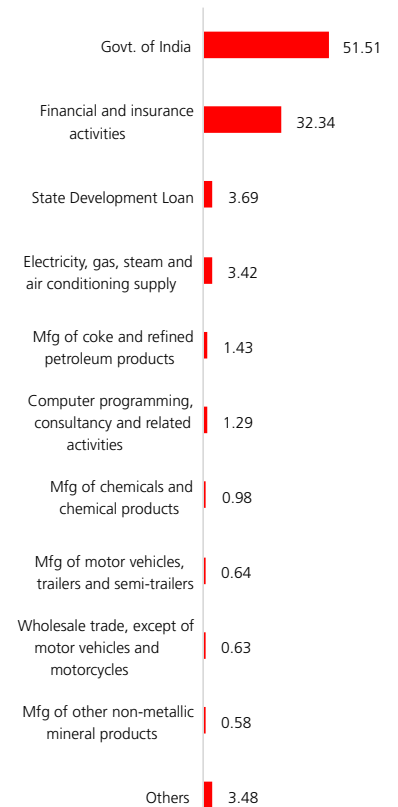 Govt. of India 51.51
Financial and insurance
activities 32.34
State Development Loan 3.69
Electricity, gas, steam and
air conditioning supply 3.42
Mfg of coke and refined
petroleum products 1.43
Computer programming,
consultancy and related
activities 1.29
Mfg of chemicals and
chemical products 0.98
Mfg of motor vehicles,
trailers and semi-trailers 0.64
Wholesale trade, except of
motor vehicles and
motorcycles 0.63
Mfg of other non-metallic
mineral products 0.58
Others 3.48